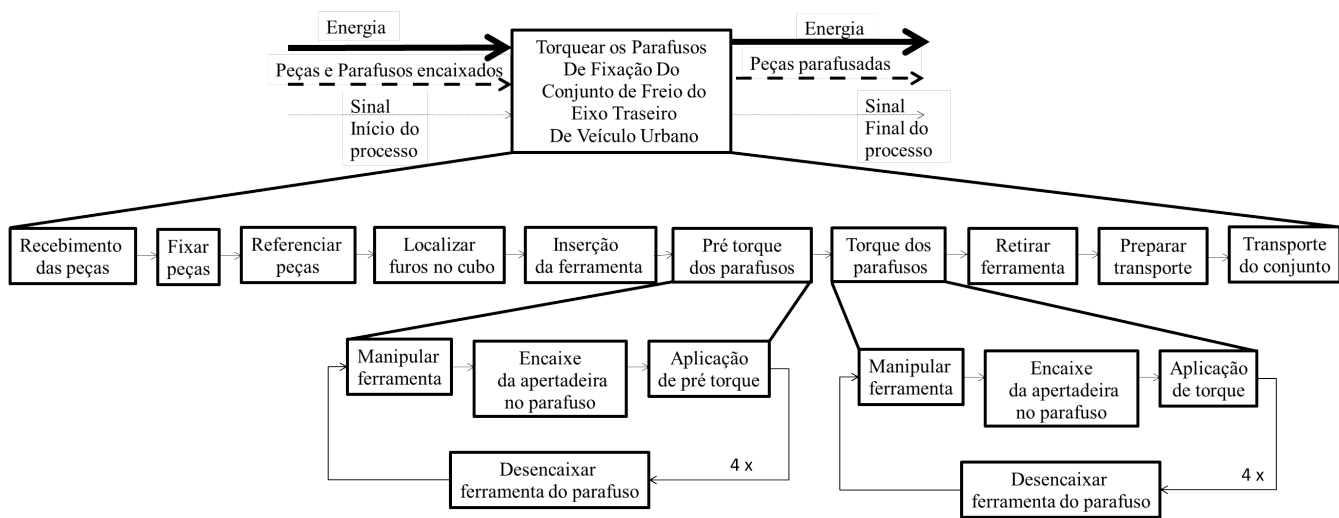 Energia
Peças e Parafusos encaixados
Sinal
Início do
processo
Torquear os Parafusos
De Fixação Do
Conjunto de Freio do
Eixo Traseiro
De Veículo Urbano
Energia
Peças parafusadas
Sinal
Final do
processo
Recebimento
das peças
Fixar
peças
Referenciar
peças
Localizar
furos no cubo
Inserção
da ferramenta
Pré torque
dos parafusos
Torque dos
parafusos
Retirar
ferramenta
Preparar
transporte
Transporte
do conjunto
Manipular
ferramenta
Encaixe
da apertadeira
no parafuso
Aplicação
de pré torque
Desencaixar
ferramenta do parafuso
4 x
Manipular
ferramenta
Encaixe
da apertadeira
no parafuso
Aplicação
de torque
Desencaixar
ferramenta do parafuso
4 x